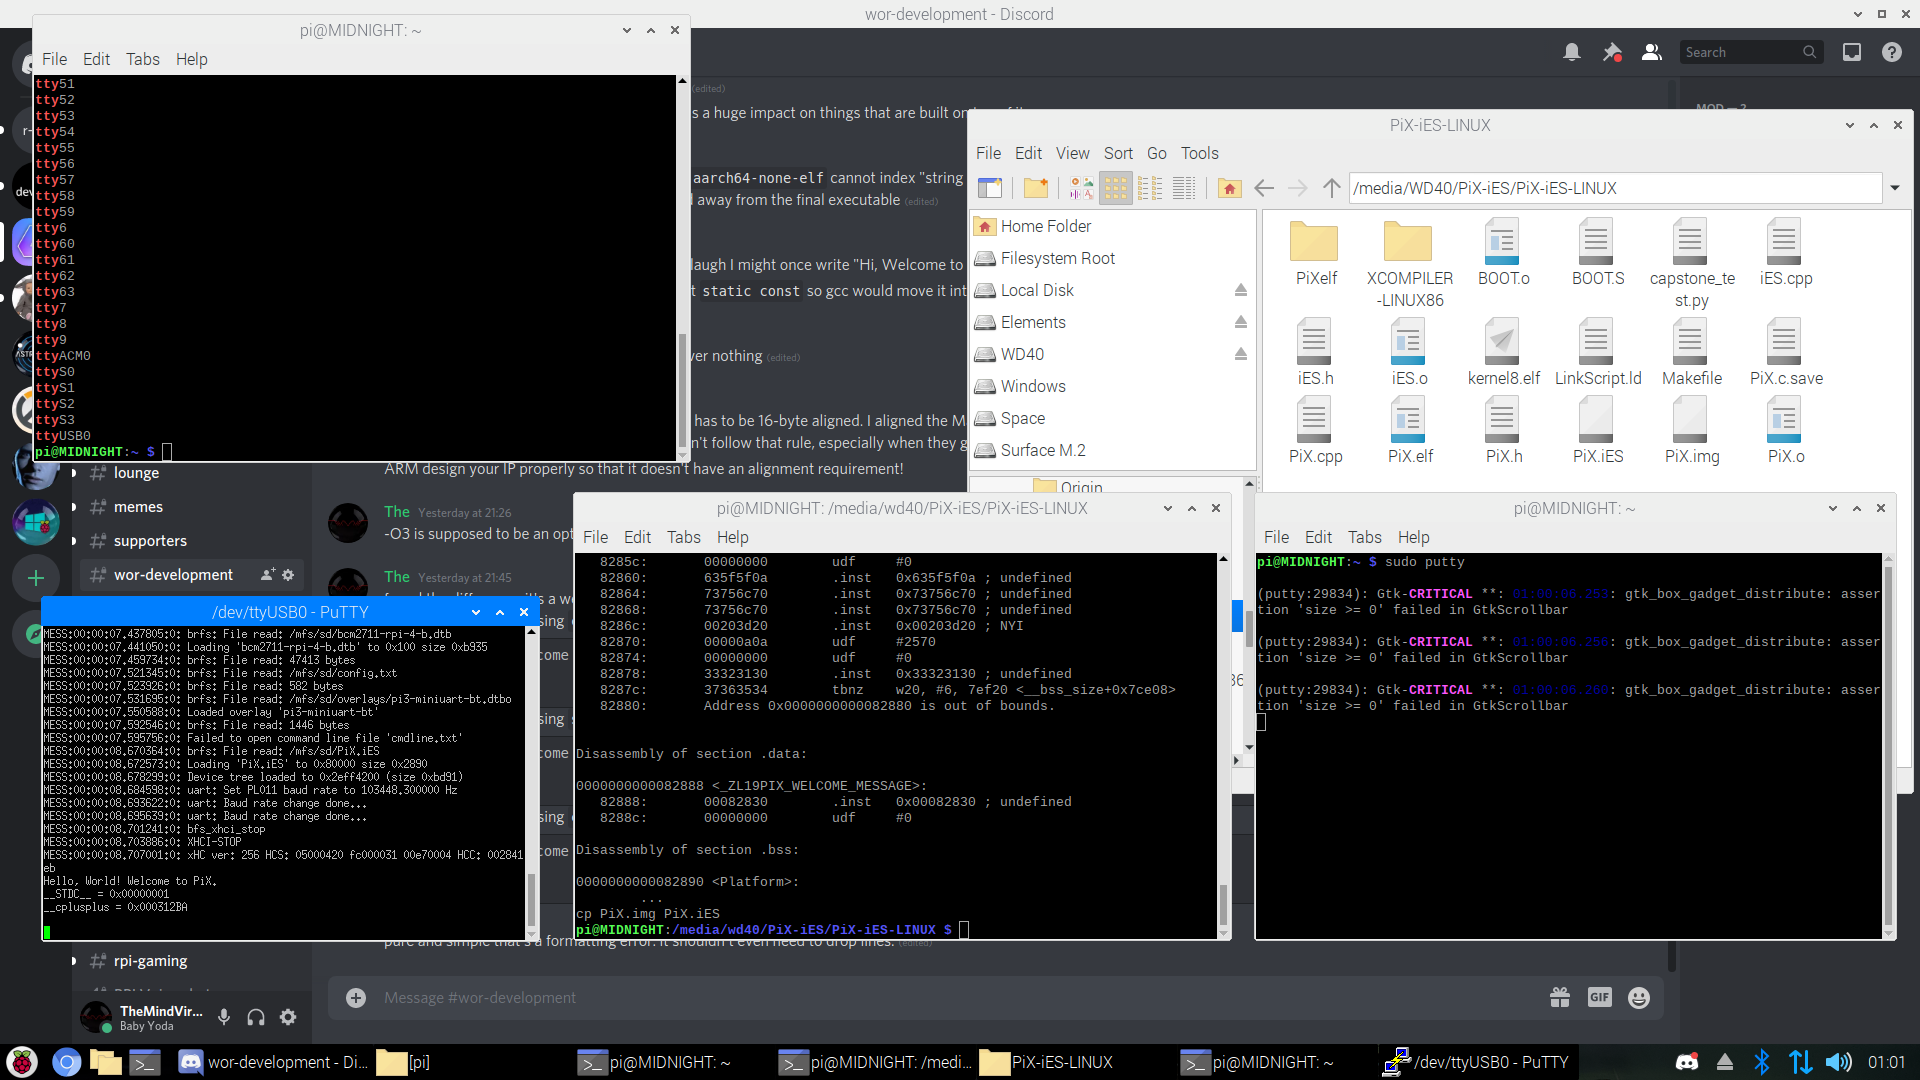 wor-development - Discord
pi@MIDNIGHT: ~
File Edit Tabs Help
tty51
tty52
tty53
tty54
tty55
tty56
tty57
tty58
tty59
tty6
tty60
tty61
tty62
tty63
tty7
tty8
tty9
ttyACM0
ttyS0
ttyS1
ttyS2
ttyS3
ttyUSB0
pi@MIDNIGHT:~ $
Search
(edited)
s a huge impact on things that are built on
aarch64-none-elf cannot index "string
away from the final executable (edited)
laugh I might once write "Hi, Welcome to
t static const so gcc would move it int
ver nothing (edited)
has to be 16-byte aligned. I aligned the M
n't follow that rule, especially when they g
ARM design your IP properly so that it doesn't have an alignment requirement!
The Yesterday at 21:26
-O3 is supposed to be an opt
The Yesterday at 21:45
PiX-iES-LINUX
File Edit View Sort Go Tools
/media/WD40/PiX-iES/PiX-iES-LINUX
Home Folder
Filesystem Root
Local Disk
Elements
WD40
Windows
Space
Surface M.2
Origin
PiXelf
XCOMPILER-LINUX86
BOOT.o
BOOT.S
capstone_test.py
iES.cpp
iES.h
iES.o
kernel8.elf
LinkScript.ld
Makefile
PiX.c.save
PiX.cpp
PiX.elf
PiX.h
PiX.iES
PiX.img
PiX.o
lounge
memes
supporters
wor-development
/dev/ttyUSB0 - PuTTY
MESS:00:00:07.437805:0: brfs: File read: /mfs/sd/bcm2711-rpi-4-b.dtb
MESS:00:00:07.441050:0: Loading 'bcm2711-rpi-4-b.dtb' to 0x100 size 0xb935
MESS:00:00:07.459734:0: brfs: File read: 47413 bytes
MESS:00:00:07.521345:0: brfs: File read: /mfs/sd/config.txt
MESS:00:00:07.523926:0: brfs: File read: 582 bytes
MESS:00:00:07.531695:0: brfs: File read: /mfs/sd/overlays/pi3-miniuart-bt.dtbo
MESS:00:00:07.550588:0: Loaded overlay 'pi3-miniuart-bt'
MESS:00:00:07.592546:0: brfs: File read: 1446 bytes
MESS:00:00:07.595756:0: Failed to open command line file 'cmdline.txt'
MESS:00:00:08.670364:0: brfs: File read: /mfs/sd/PiX.iES
MESS:00:00:08.672573:0: Loading 'PiX.iES' to 0x80000 size 0x2890
MESS:00:00:08.678299:0: Device tree loaded to 0x2eff4200 (size 0xbd91)
MESS:00:00:08.684598:0: uart: Set PL011 baud rate to 103448.300000 Hz
MESS:00:00:08.693622:0: uart: Baud rate change done...
MESS:00:00:08.695639:0: uart: Baud rate change done...
MESS:00:00:08.701241:0: bfs_xhci_stop
MESS:00:00:08.703886:0: XHCI-STOP
MESS:00:00:08.707001:0: xHC ver: 256 HCS: 05000420 fc000031 00e70004 HCC: 002841
eb
Hello, World! Welcome to PiX.
__STDC__ = 0x00000001
__cplusplus = 0x000312BA
pi@MIDNIGHT: /media/wd40/PiX-iES/PiX-iES-LINUX
File Edit Tabs Help
8285c: 00000000 udf #0
82860: 635f5f0a .inst 0x635f5f0a ; undefined
82864: 73756c70 .inst 0x73756c70 ; undefined
82868: 73756c70 .inst 0x73756c70 ; undefined
8286c: 00203d20 .inst 0x00203d20 ; NYI
82870: 00000a0a udf #2570
82874: 00000000 udf #0
82878: 33323130 .inst 0x33323130 ; undefined
8287c: 37363534 tbnz w20, #6, 7ef20 <__bss_size+0x7ce08>
82880: Address 0x0000000000082880 is out of bounds.
Disassembly of section .data:
0000000000082888 <_ZL19PIX_WELCOME_MESSAGE>:
82888: 00082830 .inst 0x00082830 ; undefined
8288c: 00000000 udf #0
Disassembly of section .bss:
0000000000082890 <Platform>:
...
cp PiX.img PiX.iES
pi@MIDNIGHT:/media/wd40/PiX-iES/PiX-iES-LINUX $
pi@MIDNIGHT: ~
File Edit Tabs Help
pi@MIDNIGHT:~ $ sudo putty
(putty:29834): Gtk-CRITICAL **: 01:00:06.253: gtk_box_gadget_distribute: asser
tion 'size >= 0' failed in GtkScrollbar
(putty:29834): Gtk-CRITICAL **: 01:00:06.256: gtk_box_gadget_distribute: asser
tion 'size >= 0' failed in GtkScrollbar
(putty:29834): Gtk-CRITICAL **: 01:00:06.260: gtk_box_gadget_distribute: asser
tion 'size >= 0' failed in GtkScrollbar
pure and simple that's a formatting error. It shouldn't even need to drop lines. (edited)
rpi-gaming
TheMindVir...
Baby Yoda
Message #wor-development
GIF
wor-development - Di...
[pi]
pi@MIDNIGHT: ~
pi@MIDNIGHT: /medi...
PiX-iES-LINUX
pi@MIDNIGHT: ~
/dev/ttyUSB0 - PuTTY
01:01